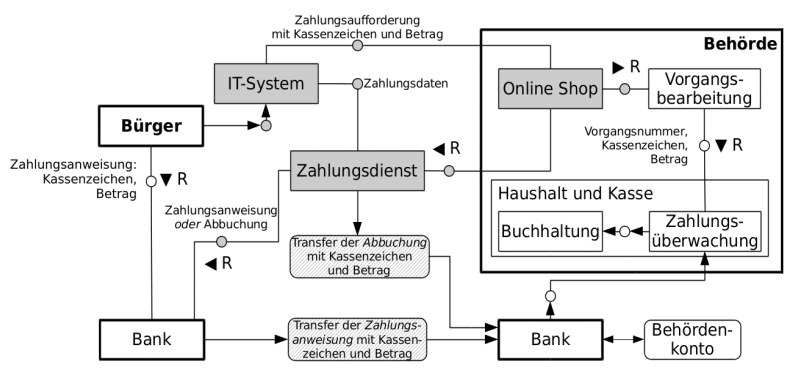 Zahlungsaufforderung
mit Kassenzeichen und Betrag
Behörde
IT-System
Zahlungsdaten
Online Shop
R
Vorgangs-
bearbeitung
Bürger
Vorgangsnummer,
Kassenzeichen,
Betrag
R
Zahlungsanweisung:
Kassenzeichen,
Betrag
R
Zahlungsdienst
R
Haushalt und Kasse
Zahlungsanweisung
oder Abbuchung
R
Buchhaltung
Zahlungs-
überwachung
Transfer der Abbuchung
mit Kassenzeichen
und Betrag
Bank
Transfer der Zahlungs-
anweisung mit Kassen-
zeichen und Betrag
Bank
Behörden-
konto